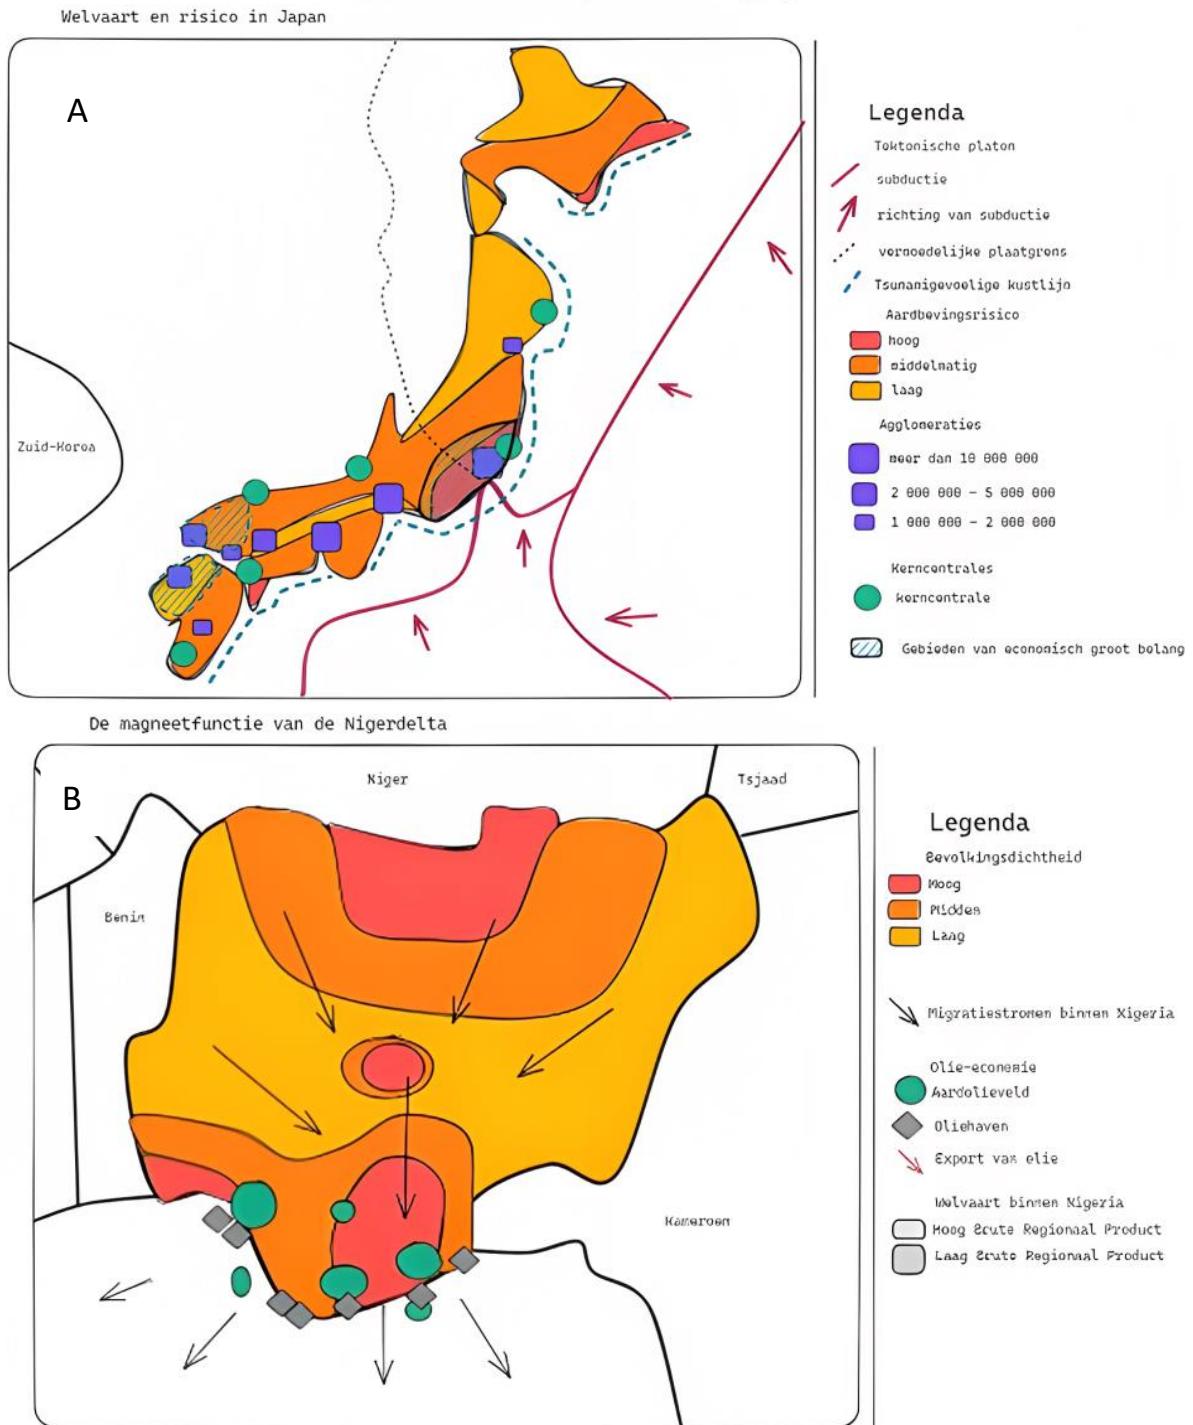 Welvaart en risico in Japan
A
Zuid-Korea
Legenda
Toktonische platon
subductie
richting van subductie
vernoedelijke plaatgrens
Tsunanigevoelige kustlijn
Aardbevingsrisico
hoog
middelmatig
laag
Agglomeraties
meer dan 10 000 000
2 000 000 - 5 000 000
1 000 000 - 2 000 000
Kerncentrales
kerncentrale
Gebieden van economisch groot belang
De magneetfunctie van de Nigerdelta
B
Niger
Tsjaad
Benin
Kameroen
Legenda
Bevolkingsdichtheid
Hoog
Midden
Laag
Migratiestromen binnen Nigeria
Olie-economie
Aardolieveld
Oliehaven
Export van olie
Welvaart binnen Nigeria
Hoog Bruto Regionaal Product
Laag Bruto Regionaal Product